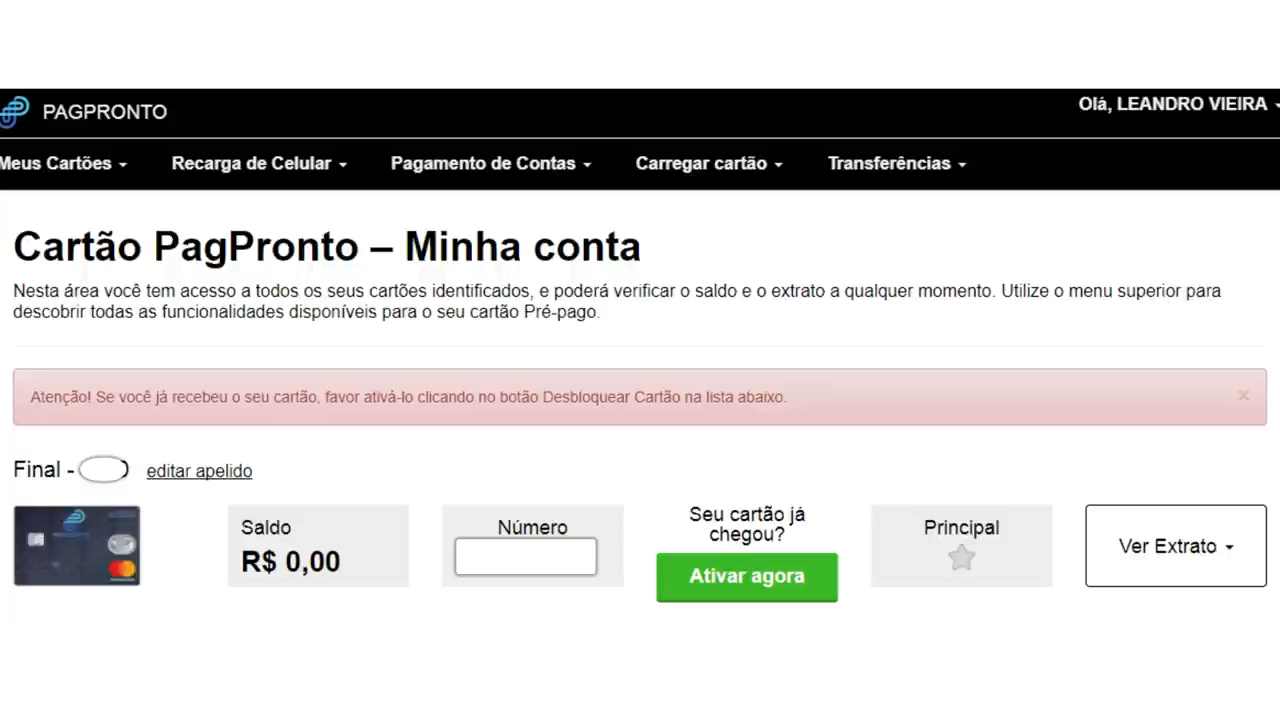 PAGPRONTO
Olá, LEANDRO VIEIRA
Meus Cartões
Recarga de Celular
Pagamento de Contas
Carregar cartão
Transferências
Cartão PagPronto – Minha conta
Nesta área você tem acesso a todos os seus cartões identificados, e poderá verificar o saldo e o extrato a qualquer momento. Utilize o menu superior para
descobrir todas as funcionalidades disponíveis para o seu cartão Pré-pago.
Atenção! Se você já recebeu o seu cartão, favor ativá-lo clicando no botão Desbloquear Cartão na lista abaixo.
×
Final -
editar apelido
Saldo
R$ 0,00
Número
Seu cartão já
chegou?
Ativar agora
Principal
Ver Extrato